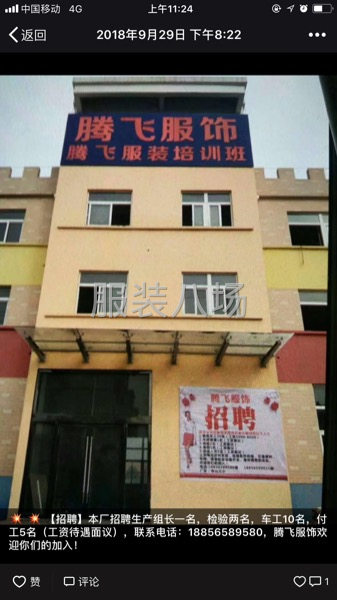 中国移动 4G 上午11:24
返回 2018年9月29日 下午8:22
腾飞服饰
腾飞服装培训班
服装人场
腾飞服饰
招聘
【招聘】本厂招聘生产组长一名，检验两名，车工10名，付
工5名（工资待遇面议），联系电话：18856589580，腾飞服饰欢
迎你们的加入！
赞 评论